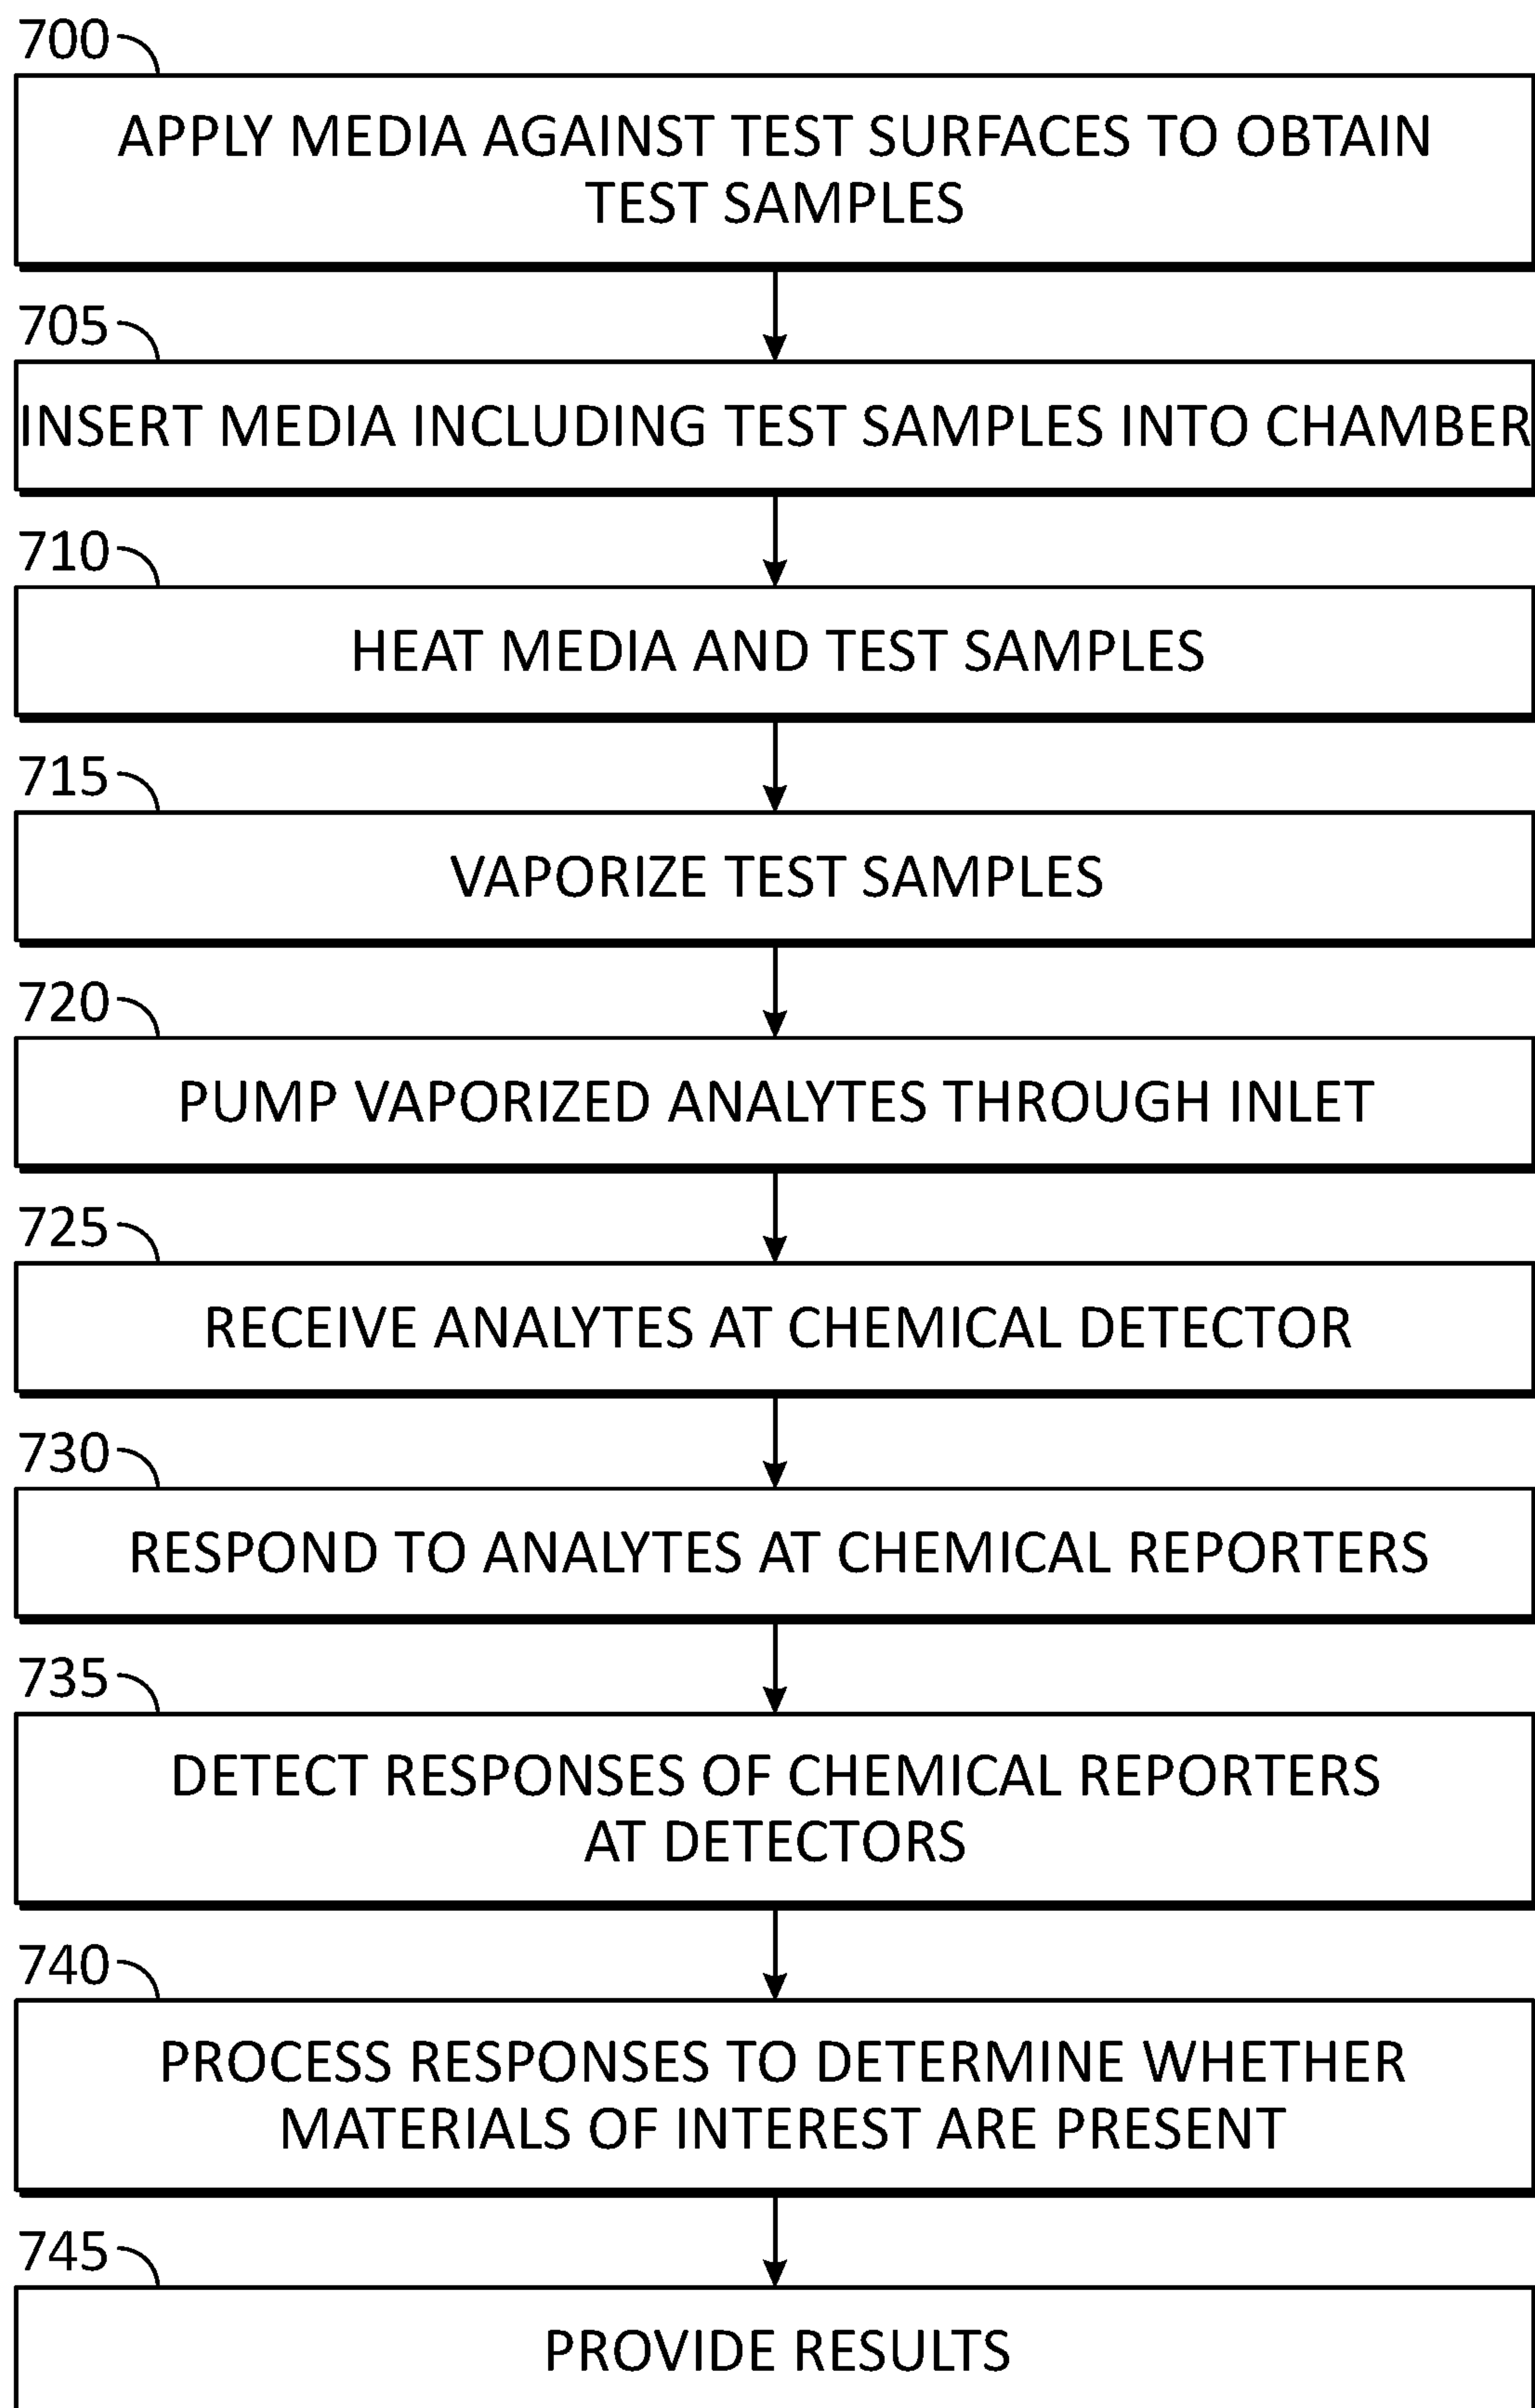 700
APPLY MEDIA AGAINST TEST SURFACES TO OBTAIN
TEST SAMPLES
705
INSERT MEDIA INCLUDING TEST SAMPLES INTO CHAMBER
710
HEAT MEDIA AND TEST SAMPLES
715
VAPORIZE TEST SAMPLES
720
PUMP VAPORIZED ANALYTES THROUGH INLET
725
RECEIVE ANALYTES AT CHEMICAL DETECTOR
730
RESPOND TO ANALYTES AT CHEMICAL REPORTERS
735
DETECT RESPONSES OF CHEMICAL REPORTERS
AT DETECTORS
740
PROCESS RESPONSES TO DETERMINE WHETHER
MATERIALS OF INTEREST ARE PRESENT
745
PROVIDE RESULTS